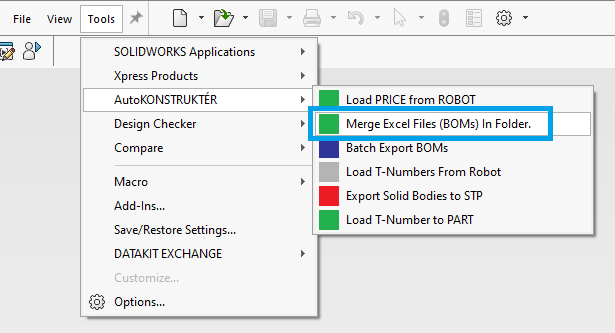 File View Tools
SOLIDWORKS Applications
Xpress Products
AutoKONSTRUKTÉR
Design Checker
Compare
Macro
Add-Ins...
Save/Restore Settings...
DATAKIT EXCHANGE
Customize...
Options...
Load PRICE from ROBOT
Merge Excel Files (BOMs) In Folder.
Batch Export BOMs
Load T-Numbers From Robot
Export Solid Bodies to STP
Load T-Number to PART